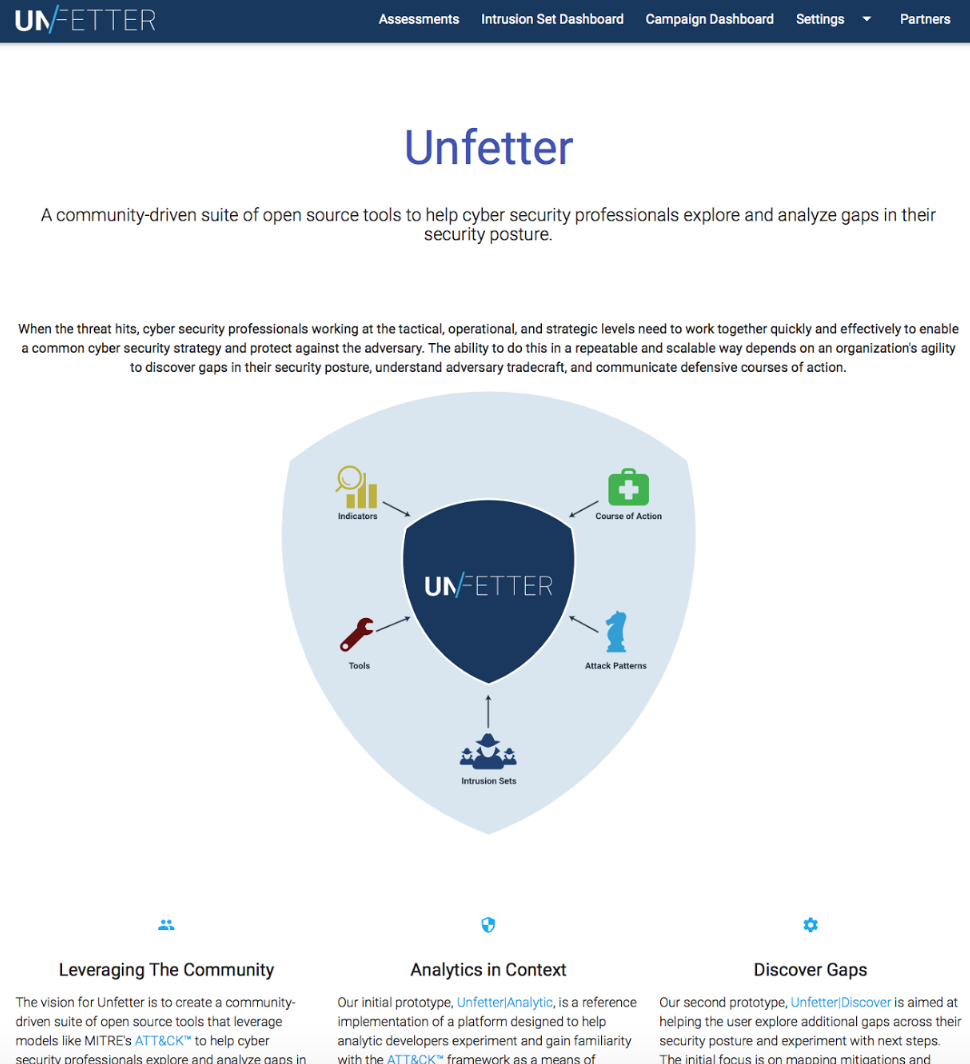 UNFETTER
Assessments Intrusion Set Dashboard Campaign Dashboard Settings Partners
Unfetter
A community-driven suite of open source tools to help cyber security professionals explore and analyze gaps in their
security posture.
When the threat hits, cyber security professionals working at the tactical, operational, and strategic levels need to work together quickly and effectively to enable
a common cyber security strategy and protect against the adversary. The ability to do this in a repeatable and scalable way depends on an organization's agility
to discover gaps in their security posture, understand adversary tradecraft, and communicate defensive courses of action.
Indicators
Course of Action
UNFETTER
Tools
Attack Patterns
Intrusion Sets
Leveraging The Community
The vision for Unfetter is to create a community-
driven suite of open source tools that leverage
models like MITRE's ATT&CK™ to help cyber
security professionals explore and analyze gaps in
Analytics in Context
Our initial prototype, Unfetter|Analytic, is a reference
implementation of a platform designed to help
analytic developers experiment and gain familiarity
with the ATT&CK™ framework as a means of
Discover Gaps
Our second prototype, Unfetter|Discover is aimed at
helping the user explore additional gaps across their
security posture and experiment with next steps.
The initial focus is on mapping mitigations and